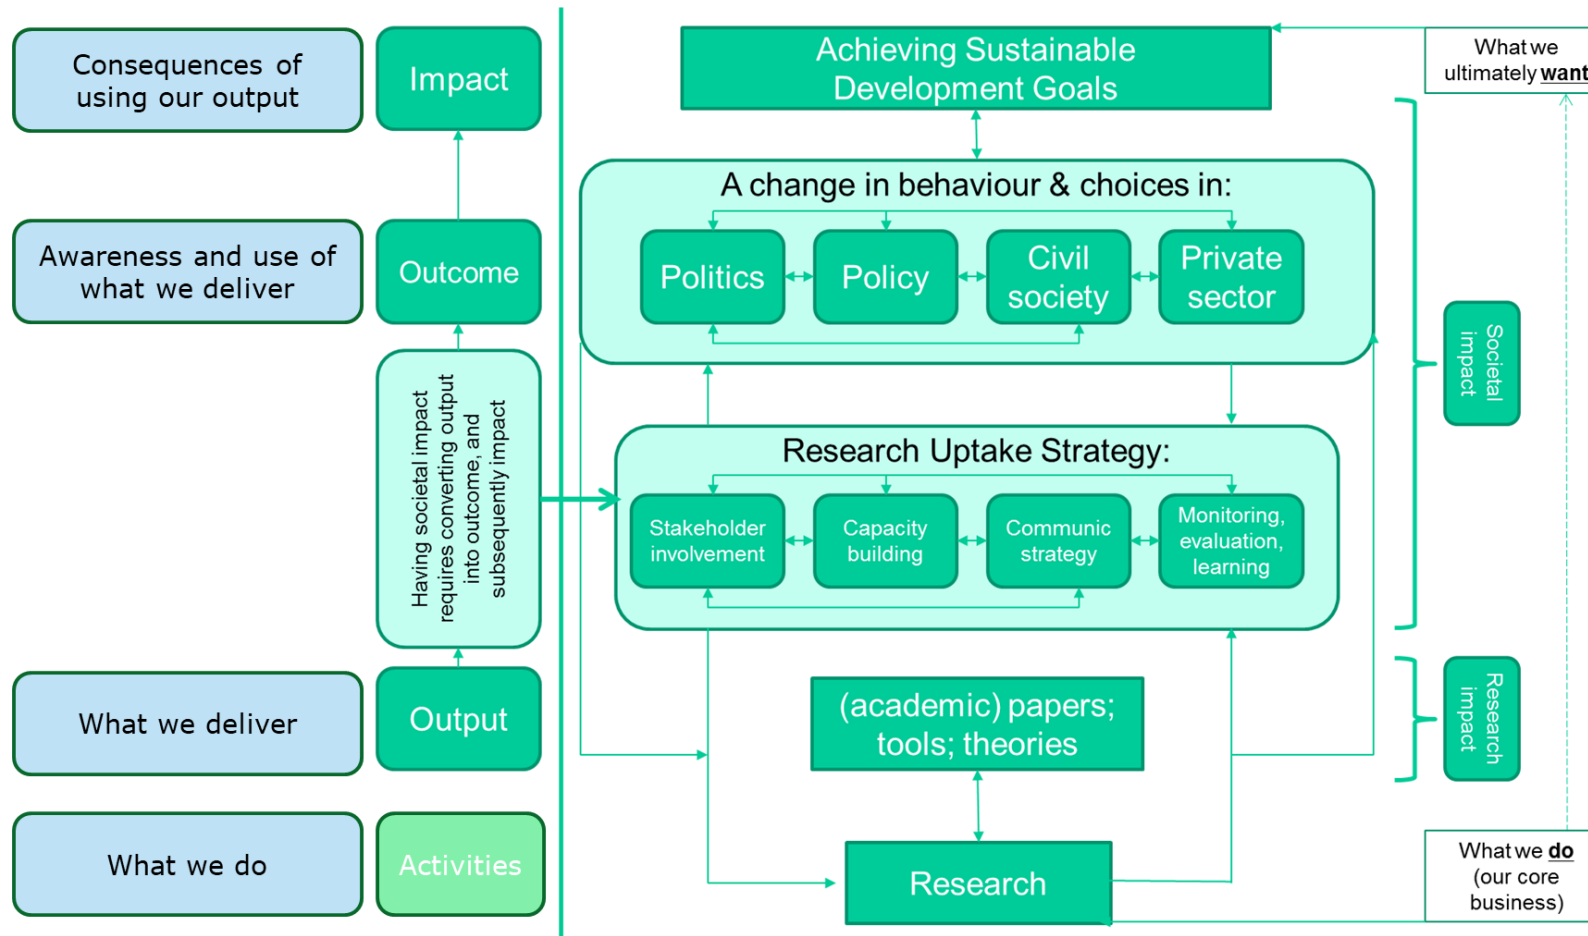 Consequences of
using our output
Impact
Achieving Sustainable
Development Goals
What we
ultimately want
A change in behaviour & choices in:
Awareness and use of
what we deliver
Outcome
Politics
Policy
Civil
society
Private
sector
Societal
impact
Having societal impact
requires converting output
into outcome, and
subsequently impact
Research Uptake Strategy:
Stakeholder
involvement
Capacity
building
Communic
strategy
Monitoring,
evaluation,
learning
What we deliver
Output
(academic) papers;
tools; theories
Research
impact
What we do
Activities
Research
What we do
(our core
business)